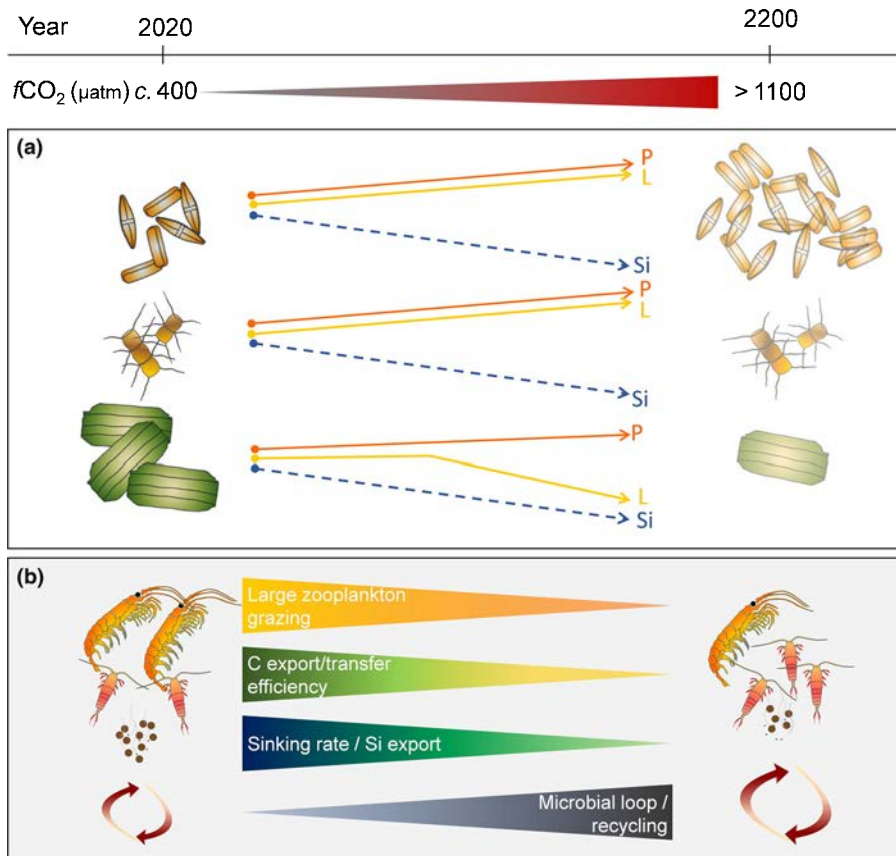 Year 2020 2200
fCO₂ (µatm) c. 400 > 1100
(a)
P
L
Si
P
L
Si
P
L
Si
(b)
Large zooplankton
grazing
C export/transfer
efficiency
Sinking rate / Si export
Microbial loop /
recycling